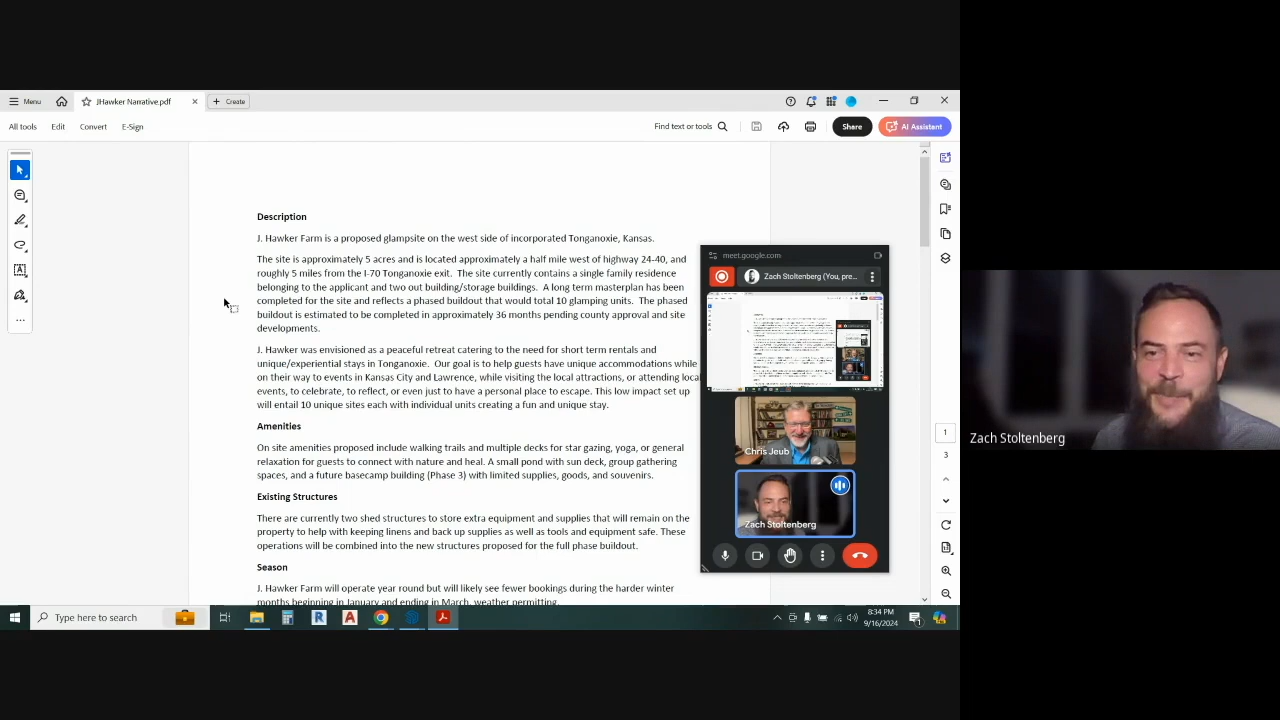 JHawker Narrative.pdf
Menu
Create
All tools
Edit
Convert
E-Sign
Find text or tools
Share
AI Assistant
Description
J. Hawker Farm is a proposed glampsite on the west side of incorporated Tonganoxie, Kansas.
The site is approximately 5 acres and is located approximately a half mile west of highway 24-40, and
roughly 5 miles from the I-70 Tonganoxie exit. The site currently contains a single family residence
belonging to the applicant and two out building/storage buildings. A long term masterplan has been
completed for the site and reflects a phased buildout that would total 10 glamping units. The phased
buildout is estimated to be completed in approximately 36 months pending county approval and site
developments.
J. Hawker was envisioned as a peaceful retreat catering to the need for short term rentals and
unique/experiential stays in Tonganoxie. Our goal is to help guests have unique accommodations while
on their way to events in Kansas City and Lawrence, while visiting the local attractions, or attending local
events, to celebrate, to reflect, or even just to have a personal place to escape. This low impact set up
will entail 10 unique sites each with individual units creating a fun and unique stay.
Amenities
On site amenities proposed include walking trails and multiple decks for star gazing, yoga, or general
relaxation for guests to connect with nature and heal. A small pond with sun deck, group gathering
spaces, and a future basecamp building (Phase 3) with limited supplies, goods, and souvenirs.
Existing Structures
There are currently two shed structures to store extra equipment and supplies that will remain on the
property to help with keeping linens and back up supplies as well as tools and equipment safe. These
operations will be combined into the new structures proposed for the full phase buildout.
Season
J. Hawker Farm will operate year round but will likely see fewer bookings during the harder winter
months beginning in January and ending in March, weather permitting.
meet.google.com
Zach Stoltenberg (You, pre...
Chris Jeub
Zach Stoltenberg
1
3
Type here to search
8:34 PM
9/16/2024
Zach Stoltenberg